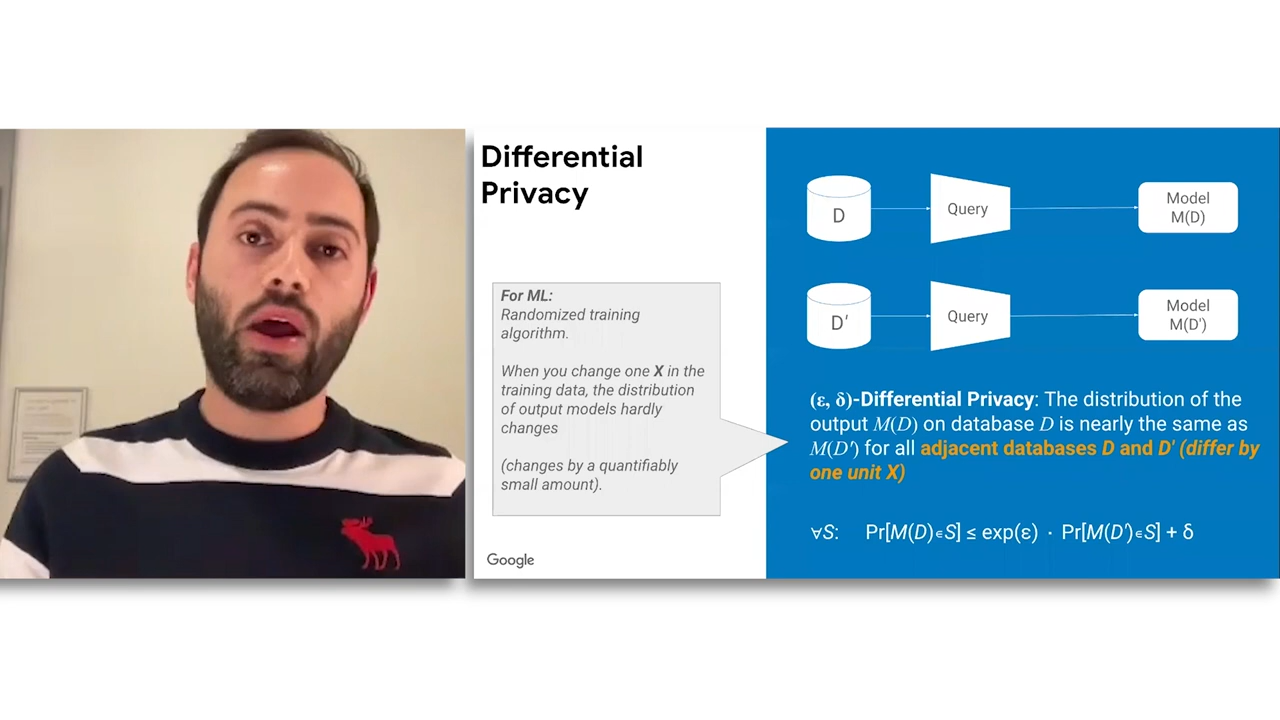 Differential
Privacy
For ML:
Randomized training
algorithm.
When you change one X in the
training data, the distribution
of output models hardly
changes
(changes by a quantifiably
small amount).
Google
D
Query
Model
M(D)
D'
Query
Model
M(D')
(ε, δ)-Differential Privacy: The distribution of the
output M(D) on database D is nearly the same as
M(D') for all adjacent databases D and D' (differ by
one unit X)
∀S: Pr[M(D)∊S] ≤ exp(ε) · Pr[M(D')∊S] + δ